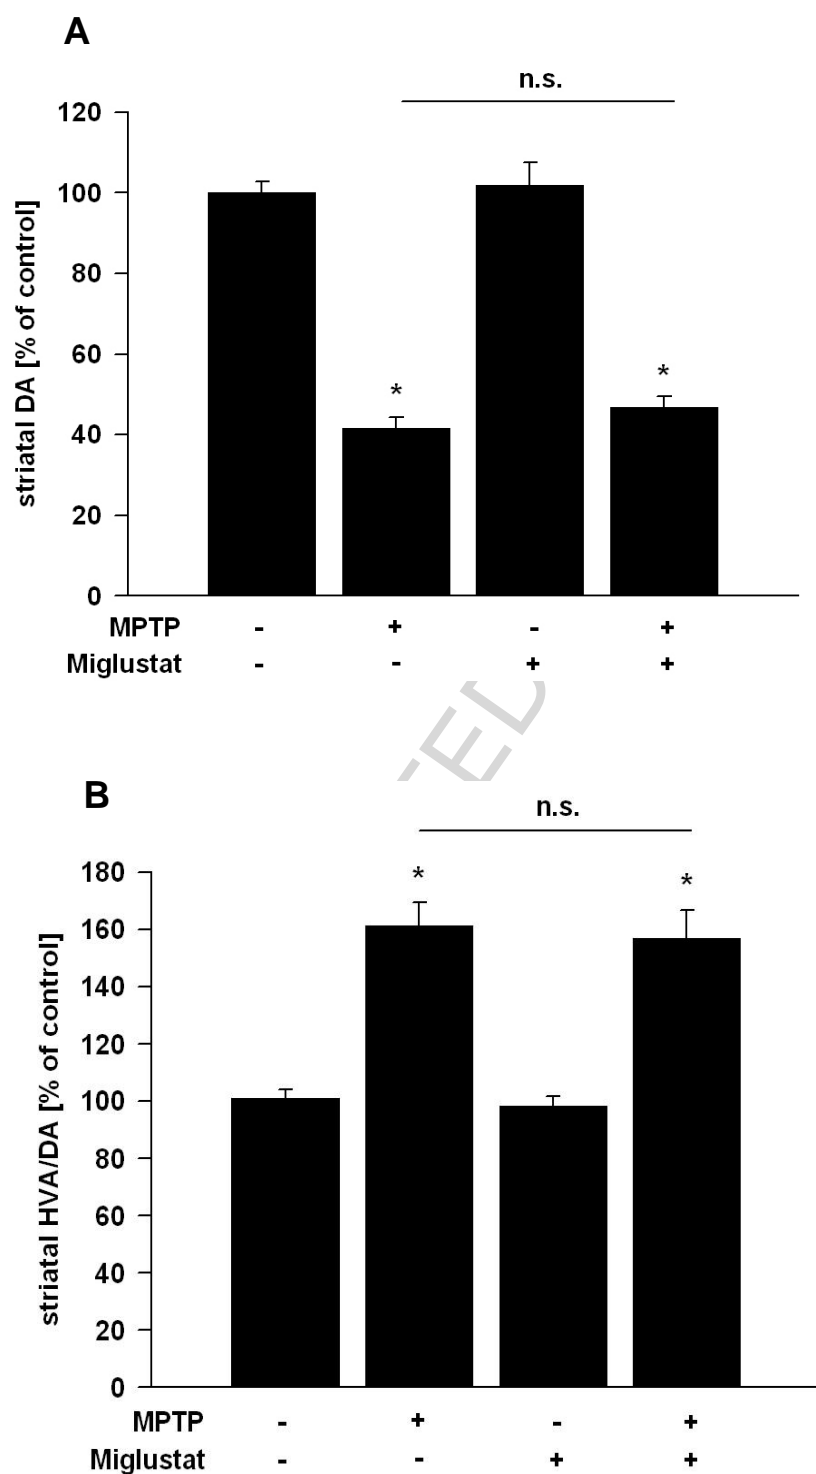 A
n.s.
120
100
80
60
40
20
0
striatal DA [% of control]
*
*
MPTP - + - +
Miglustat - - + +
B
n.s.
180
160
140
120
100
80
60
40
20
0
striatal HVA/DA [% of control]
*
*
MPTP - + - +
Miglustat - - + +